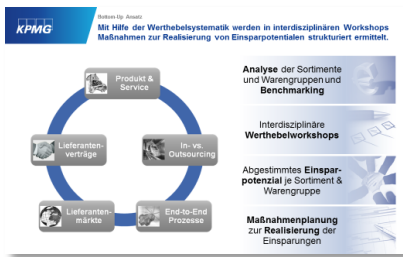 KPMG
Bottom Up Ansatz
Mit Hilfe der Werthebelsystematik werden in interdisziplinären Workshops
Maßnahmen zur Realisierung von Einsparpotentialen strukturiert ermittelt.
Produkt &
Service
Lieferanten-
verträge
In- vs.
Outsourcing
Lieferanten-
märkte
End-to-End
Prozesse
Analyse der Sortimente
und Warengruppen und
Benchmarking
Interdisziplinäre
Werthebelworkshops
Abgestimmtes Einspar-
potenzial je Sortiment &
Warengruppe
Maßnahmenplanung
zur Realisierung der
Einsparungen